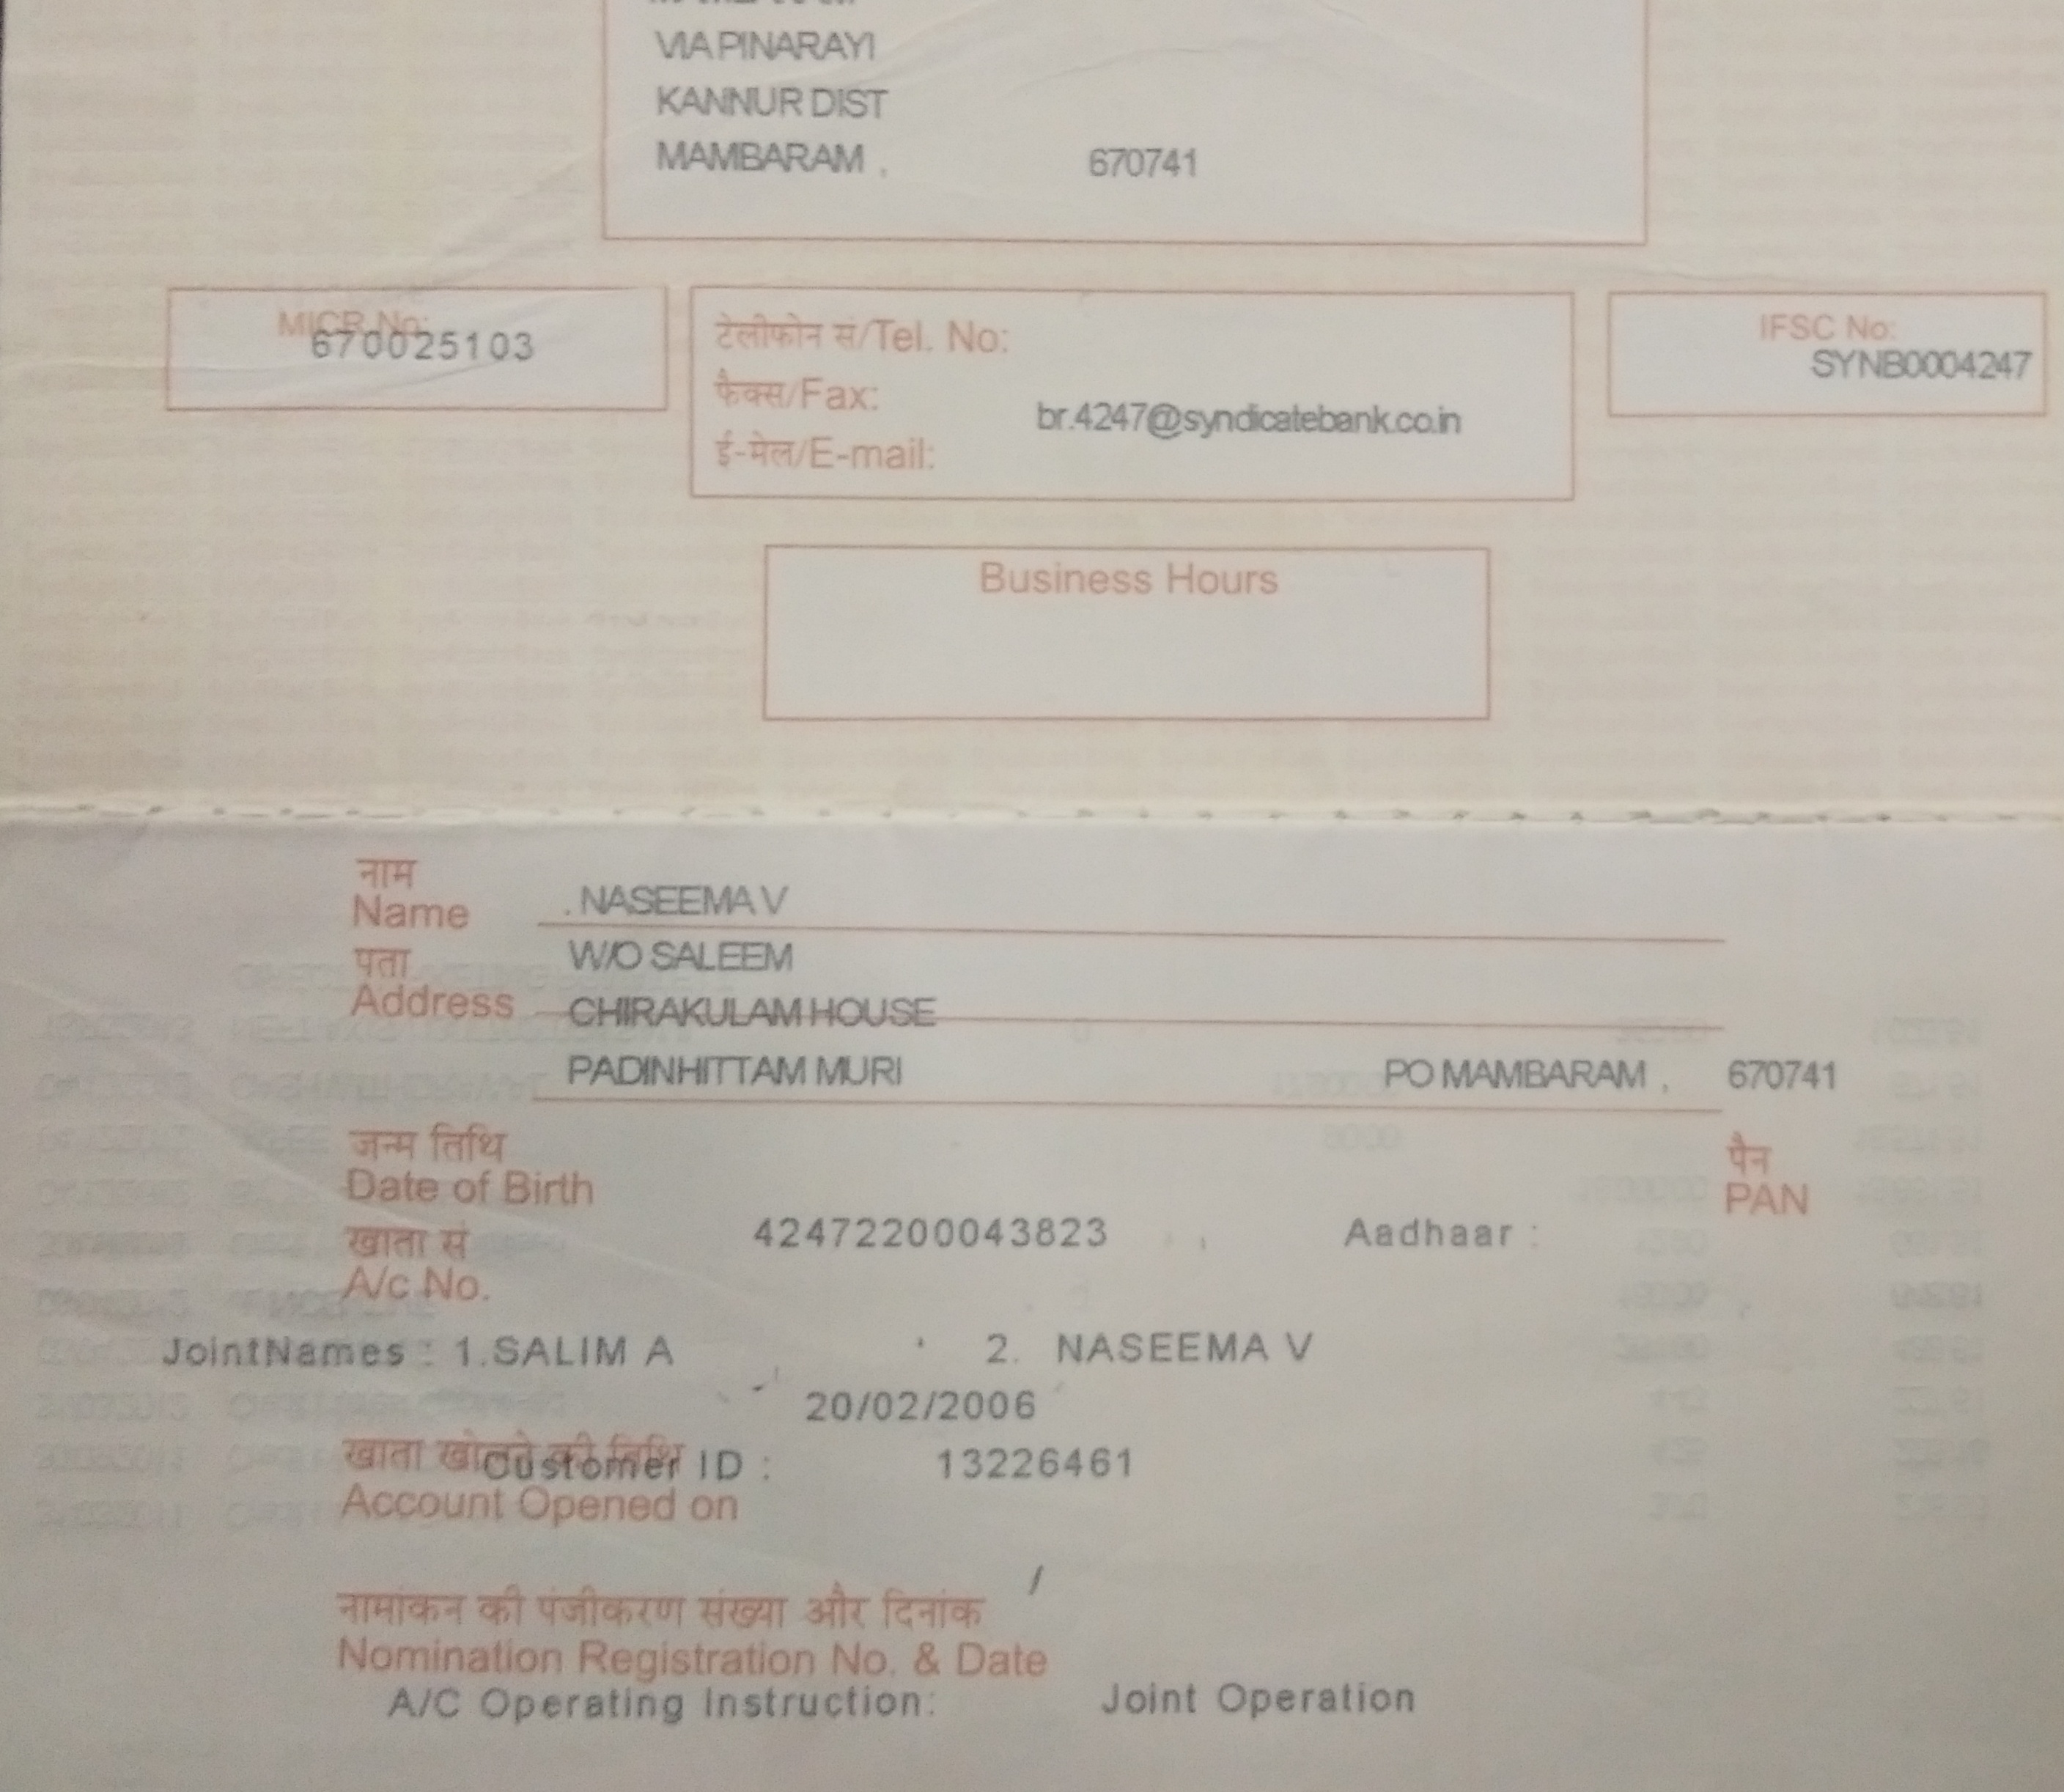 VIA PINARAYI
KANNUR DIST
MAMBARAM , 670741
MICR No:
670025103
टेलीफोन सं/Tel. No:
फैक्स/Fax:
br.4247@syndicatebank.co.in
ई-मेल/E-mail:
IFSC No:
SYNB0004247
Business Hours
नाम
Name . NASEEMA V
पता W/O SALEEM
Address CHIRAKULAM HOUSE
PADINHITTAM MURI PO MAMBARAM , 670741
जन्म तिथि पैन
Date of Birth PAN
खाता सं 42472200043823 Aadhaar :
A/c No.
JointNames : 1.SALIM A 2. NASEEMA V
20/02/2006
खाता खोलने की तिथि
Customer ID : 13226461
Account Opened on
/
नामांकन की पंजीकरण संख्या और दिनांक
Nomination Registration No. & Date
A/C Operating Instruction: Joint Operation